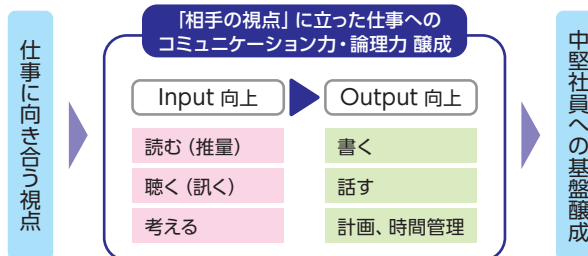 仕事に向き合う視点
「相手の視点」に立った仕事への
コミュニケーション力・論理力 醸成
Input 向上
Output 向上
読む（推量）
聴く（訊く）
考える
書く
話す
計画、時間管理
中堅社員への基盤醸成